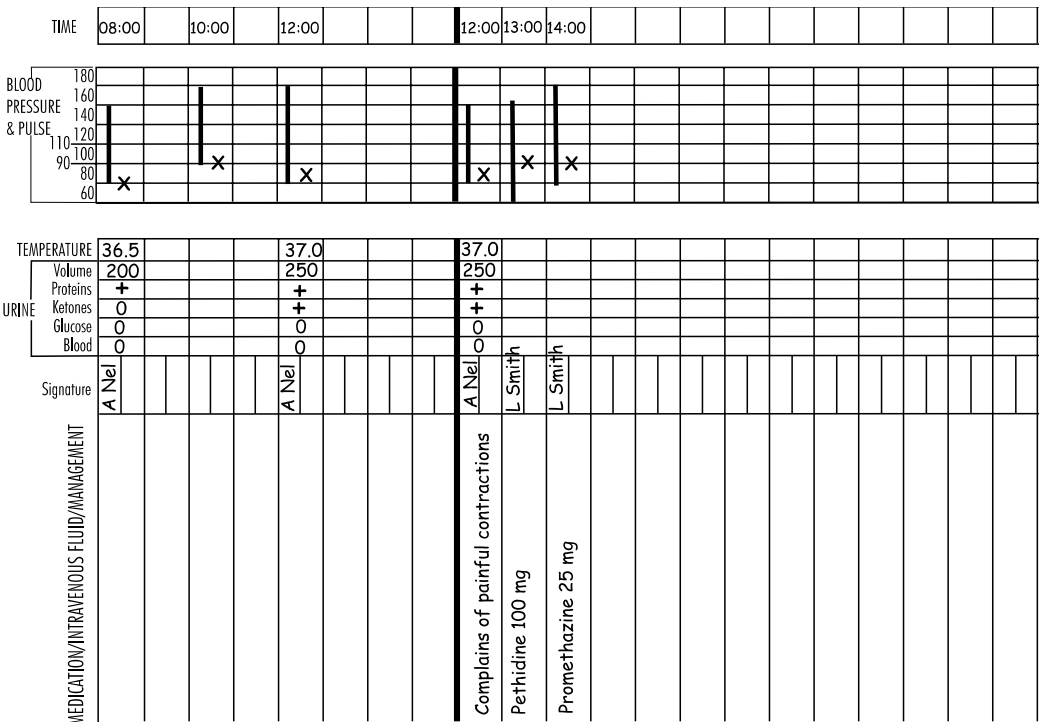 TIME 08:00 10:00 12:00 12:00 13:00 14:00
BLOOD PRESSURE & PULSE
180
160
140
120
110
100
90
80
60
X X X X X X
TEMPERATURE 36.5 37.0 37.0
URINE
Volume 200 250 250
Proteins + + +
Ketones 0 + +
Glucose 0 0 0
Blood 0 0 0
Signature A Nel A Nel A Nel L Smith L Smith
MEDICATION/INTRAVENOUS FLUID/MANAGEMENT
Complains of painful contractions
Pethidine 100 mg
Promethazine 25 mg